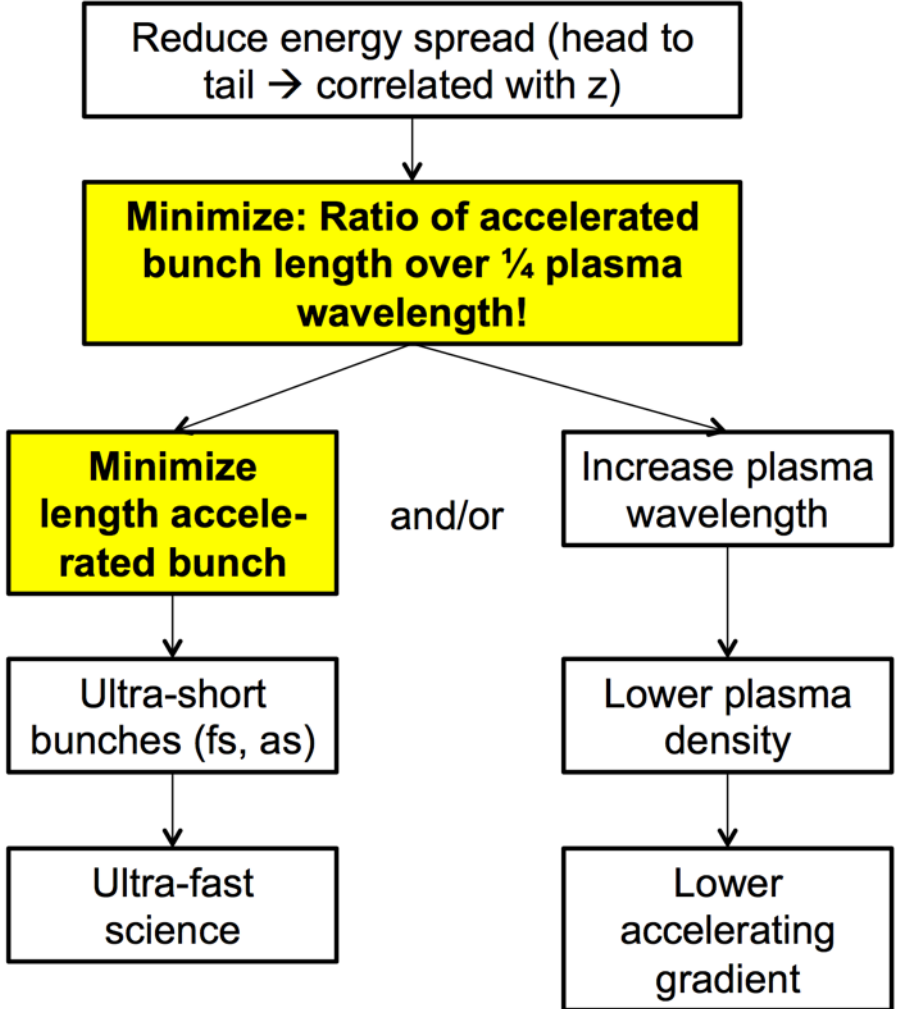 Reduce energy spread (head to
tail → correlated with z)
Minimize: Ratio of accelerated
bunch length over ¼ plasma
wavelength!
Minimize
length accele-
rated bunch
and/or
Increase plasma
wavelength
Ultra-short
bunches (fs, as)
Lower plasma
density
Ultra-fast
science
Lower
accelerating
gradient